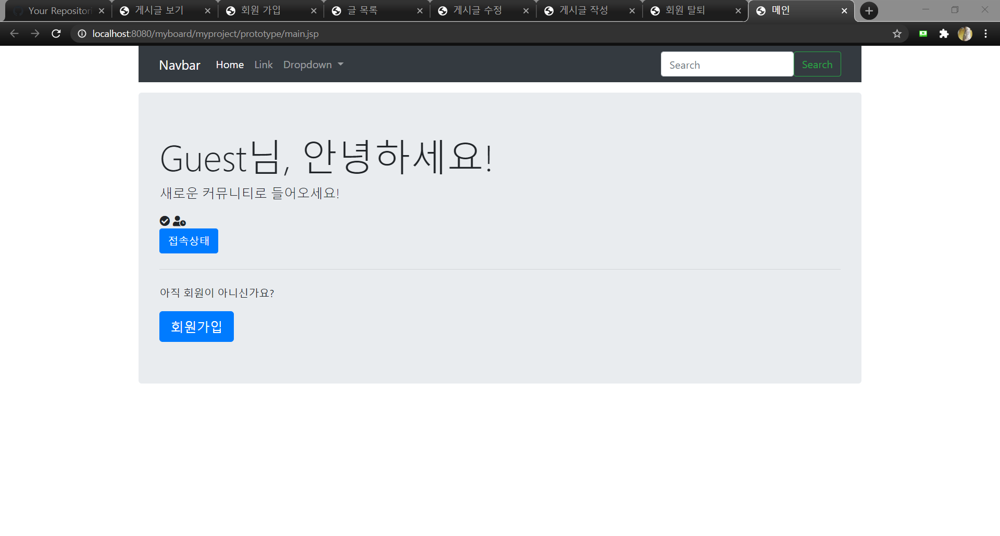 Your Repositori
게시글 보기
회원 가입
글 목록
게시글 수정
게시글 작성
회원 탈퇴
메인
localhost:8080/myboard/myproject/prototype/main.jsp
Navbar Home Link Dropdown Search Search
Guest님, 안녕하세요!
새로운 커뮤니티로 들어오세요!
접속상태
아직 회원이 아니신가요?
회원가입